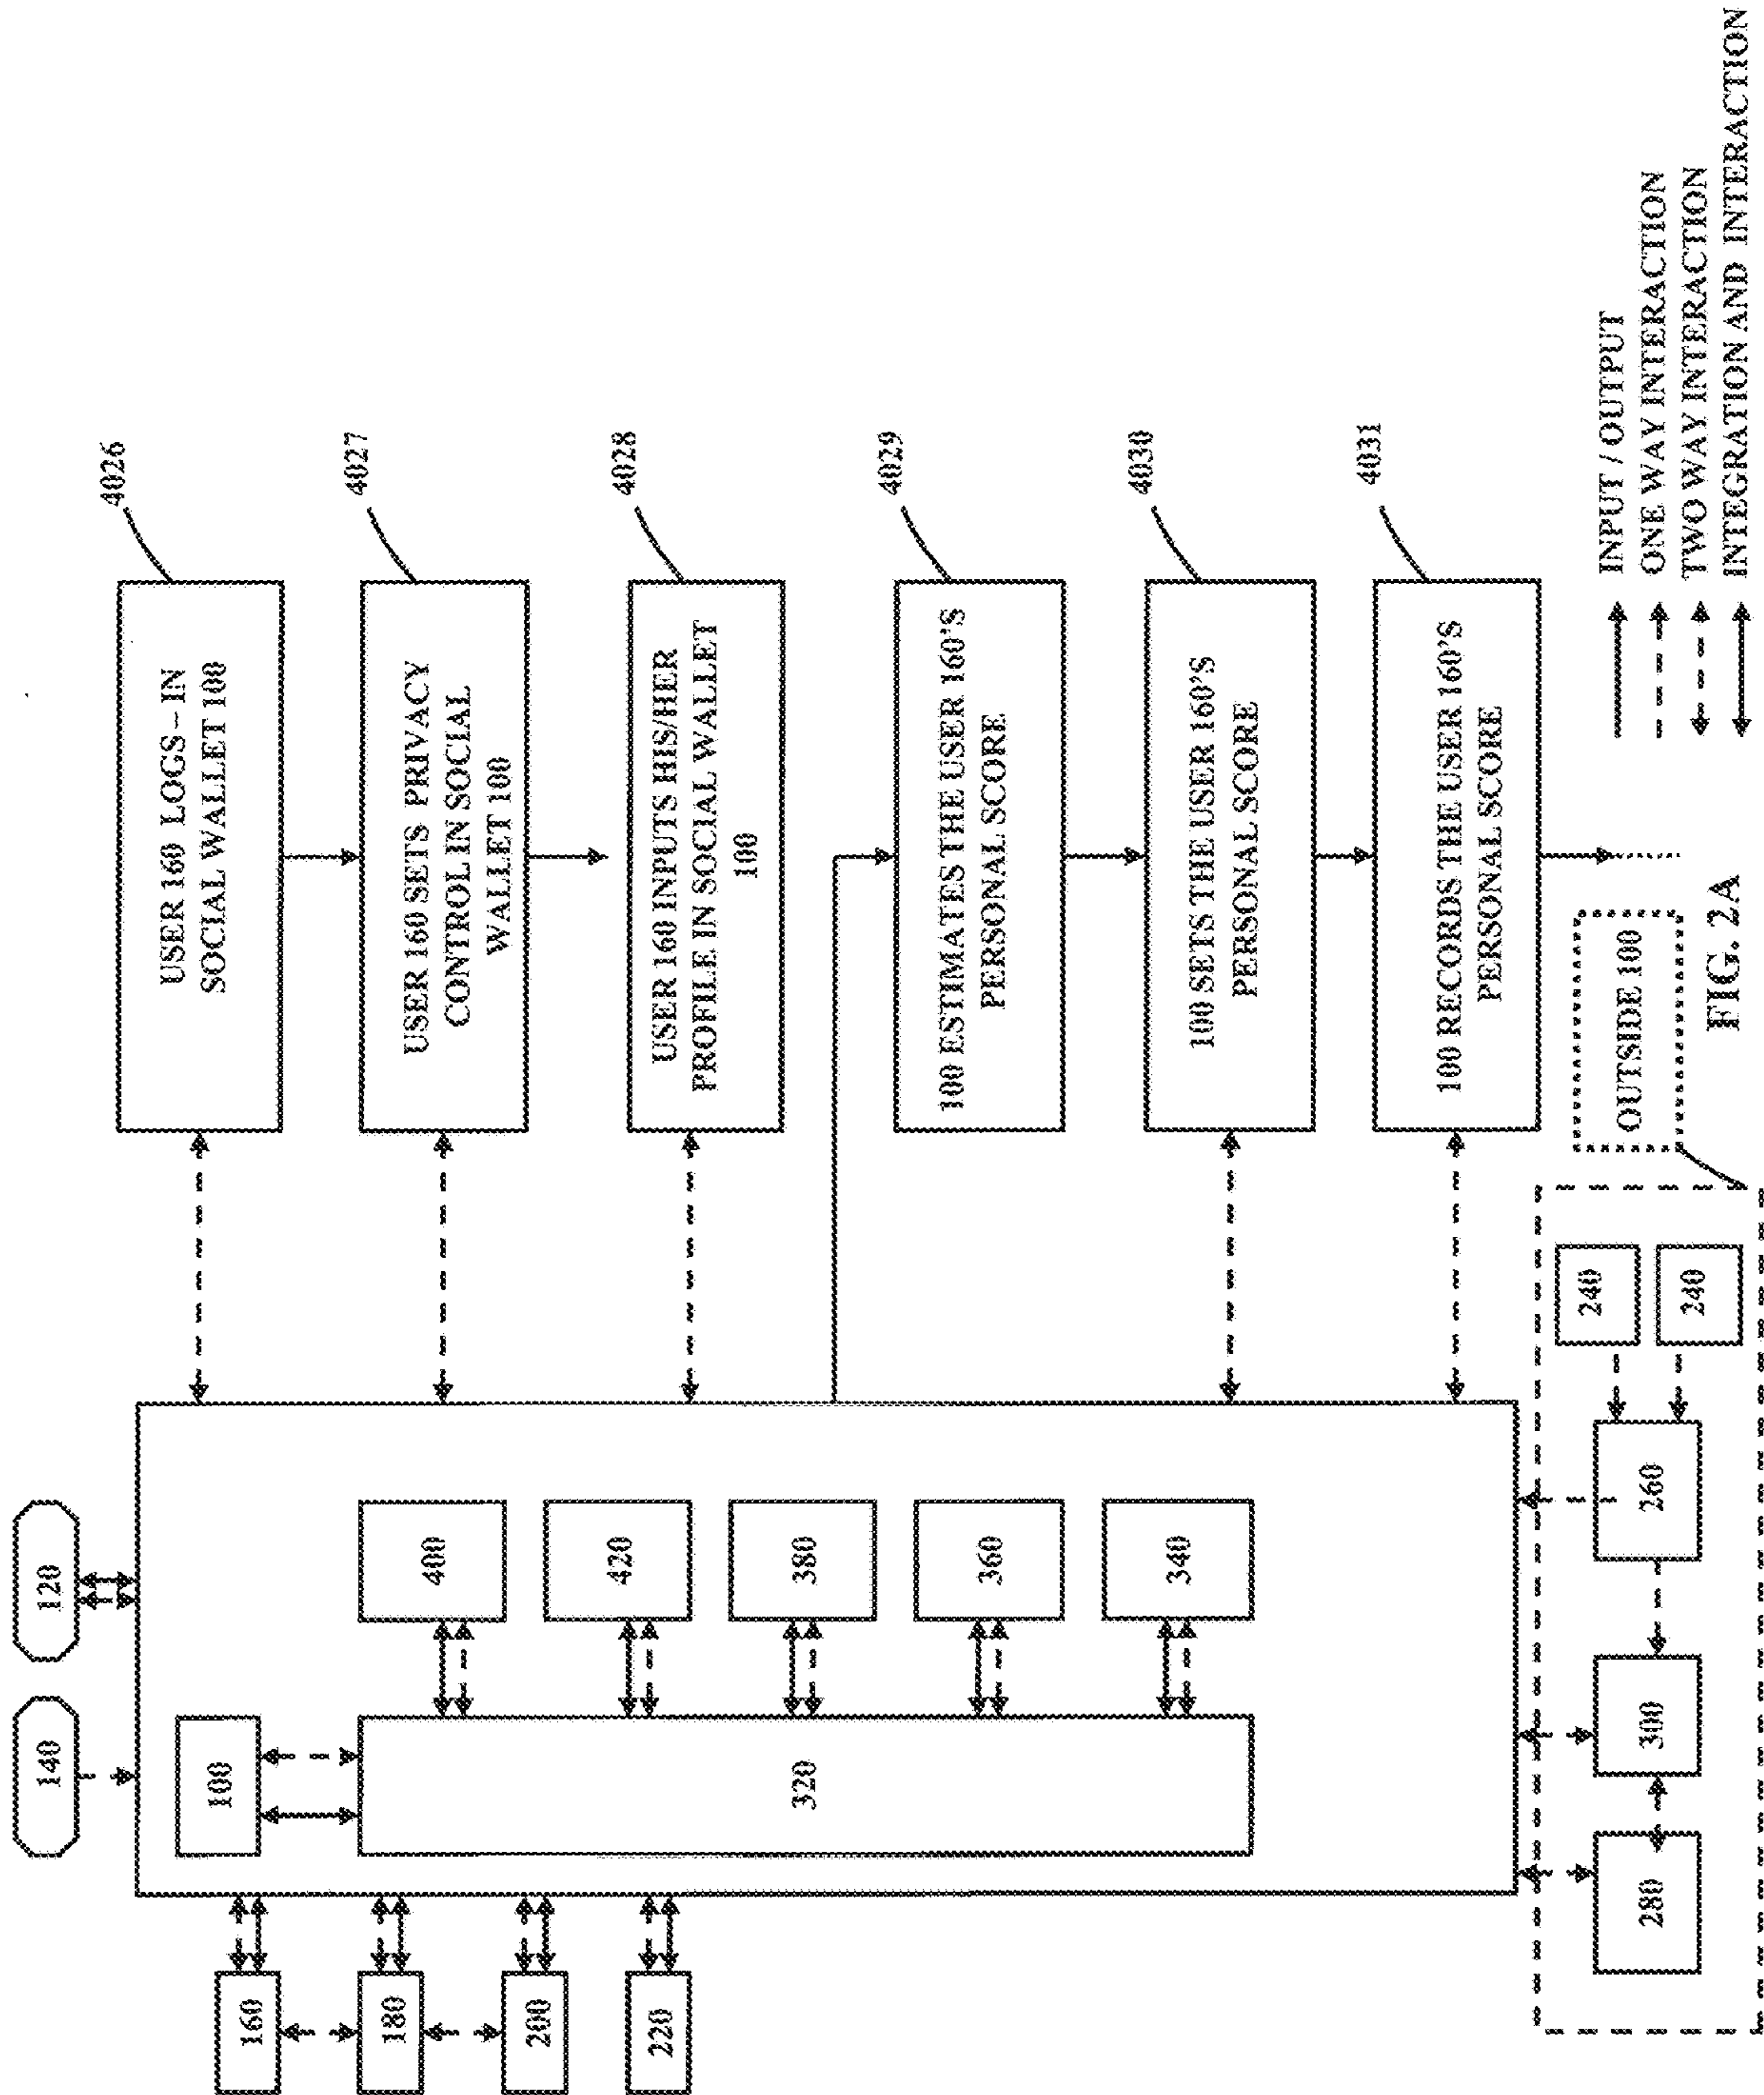 120
140
100
320
400
420
380
360
340
160
180
200
220
USER 160 LOGS – IN
SOCIAL WALLET 100
4026
USER 160 SETS PRIVACY
CONTROL IN SOCIAL
WALLET 100
4027
USER 160 INPUTS HIS/HER
PROFILE IN SOCIAL WALLET
100
4028
100 ESTIMATES THE USER 160'S
PERSONAL SCORE
4029
100 SETS THE USER 160'S
PERSONAL SCORE
4030
100 RECORDS THE USER 160'S
PERSONAL SCORE
4031
280
300
260
240
240
OUTSIDE 100
INPUT / OUTPUT
ONE WAY INTERACTION
TWO WAY INTERACTION
INTEGRATION AND INTERACTION
FIG. 2A